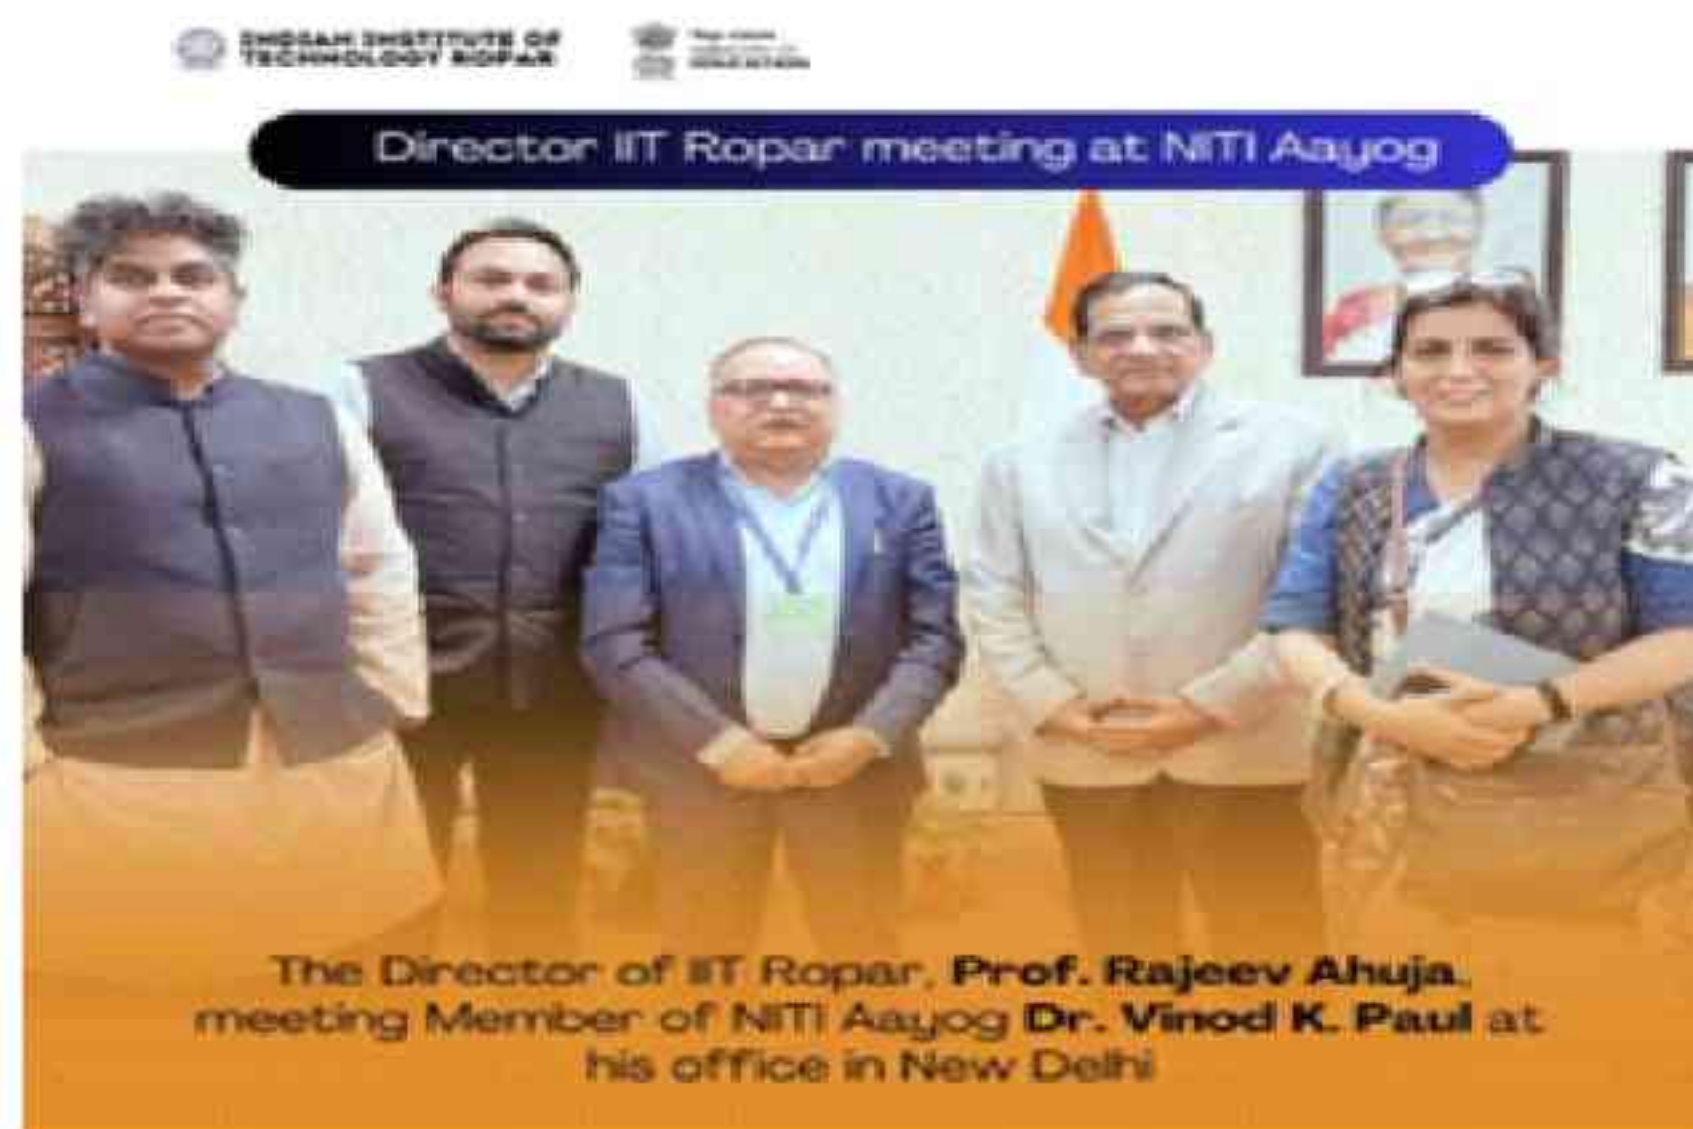 INDIAN INSTITUTE OF
TECHNOLOGY ROPAR
EDUCATION
Director IIT Ropar meeting at NITI Aayog
The Director of IIT Ropar, Prof. Rajeev Ahuja,
meeting Member of NITI Aayog Dr. Vinod K. Paul at
his office in New Delhi